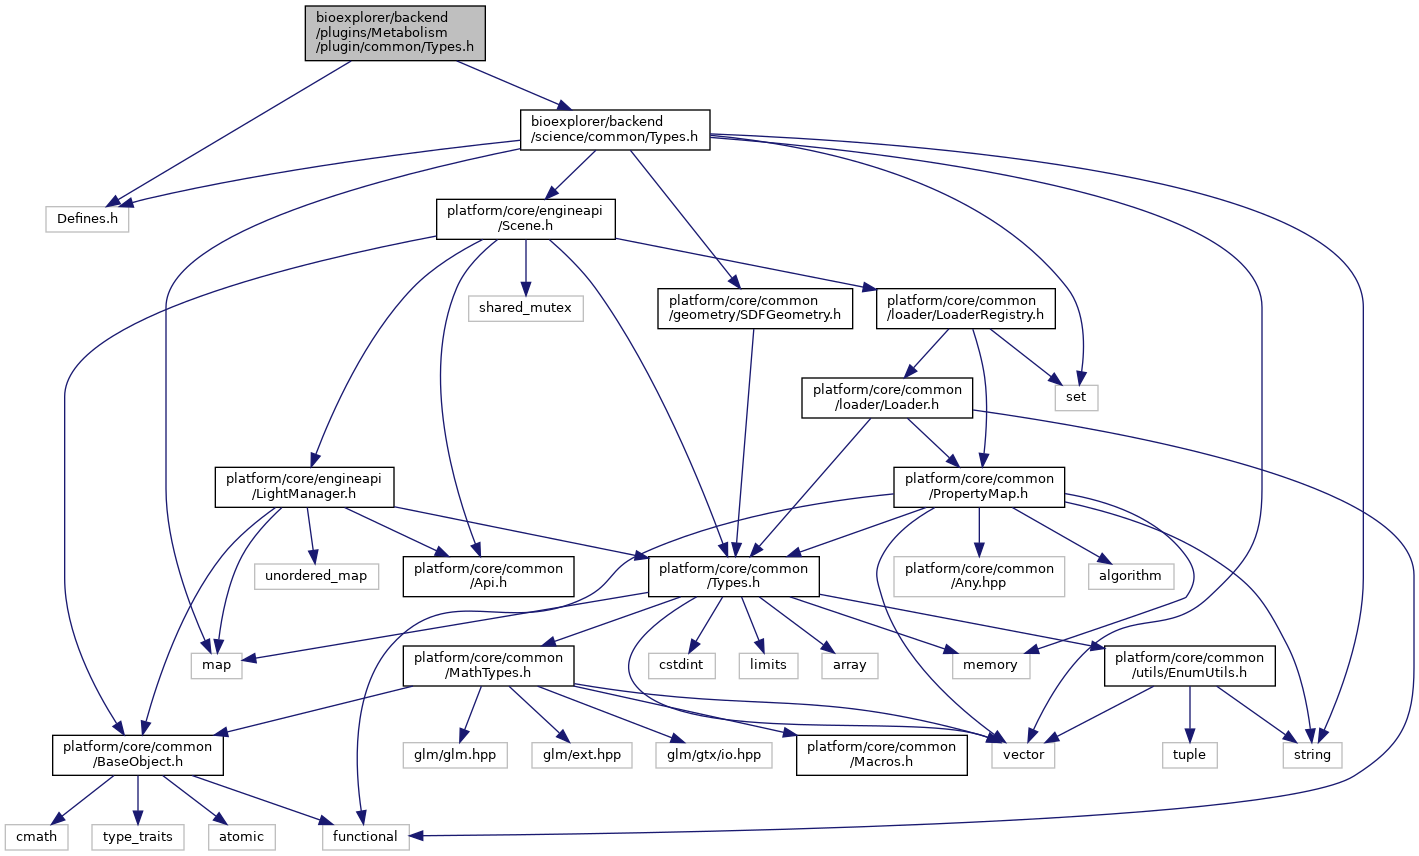 bioexplorer/backend
/plugins/Metabolism
/plugin/common/Types.h
bioexplorer/backend
/science/common/Types.h
Defines.h
platform/core/engineapi
/Scene.h
shared_mutex
platform/core/common
/geometry/SDFGeometry.h
platform/core/common
/loader/LoaderRegistry.h
platform/core/common
/loader/Loader.h
set
platform/core/engineapi
/LightManager.h
platform/core/common
/PropertyMap.h
unordered_map
platform/core/common
/Api.h
platform/core/common
/Types.h
platform/core/common
/Any.hpp
algorithm
map
platform/core/common
/MathTypes.h
cstdint
limits
array
memory
platform/core/common
/utils/EnumUtils.h
platform/core/common
/BaseObject.h
glm/glm.hpp
glm/ext.hpp
glm/gtx/io.hpp
platform/core/common
/Macros.h
vector
tuple
string
cmath
type_traits
atomic
functional